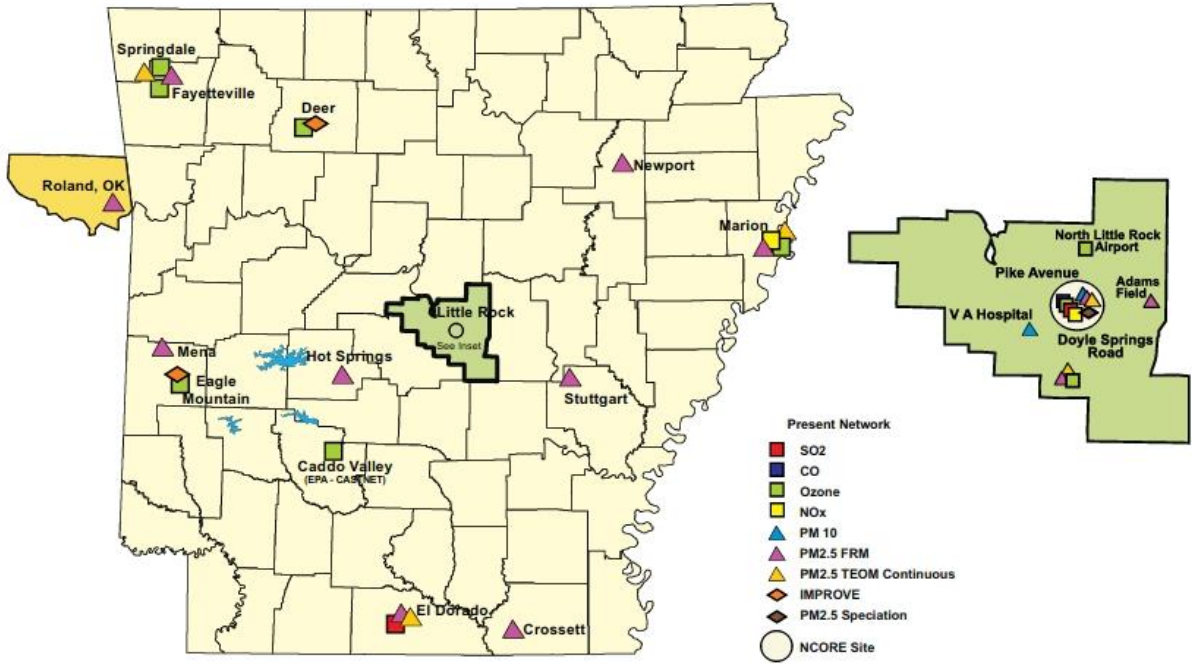 Springdale
Fayetteville
Deer
Newport
Roland, OK
Marion
North Little Rock
Airport
Pike Avenue
Adams
Field
V A Hospital
Doyle Springs
Road
Little Rock
See Inset
Mena
Hot Springs
Eagle
Mountain
Stuttgart
Caddo Valley
(EPA - CASTNET)
El Dorado
Crossett
Present Network
SO2
CO
Ozone
NOx
PM 10
PM2.5 FRM
PM2.5 TEOM Continuous
IMPROVE
PM2.5 Speciation
NCORE Site